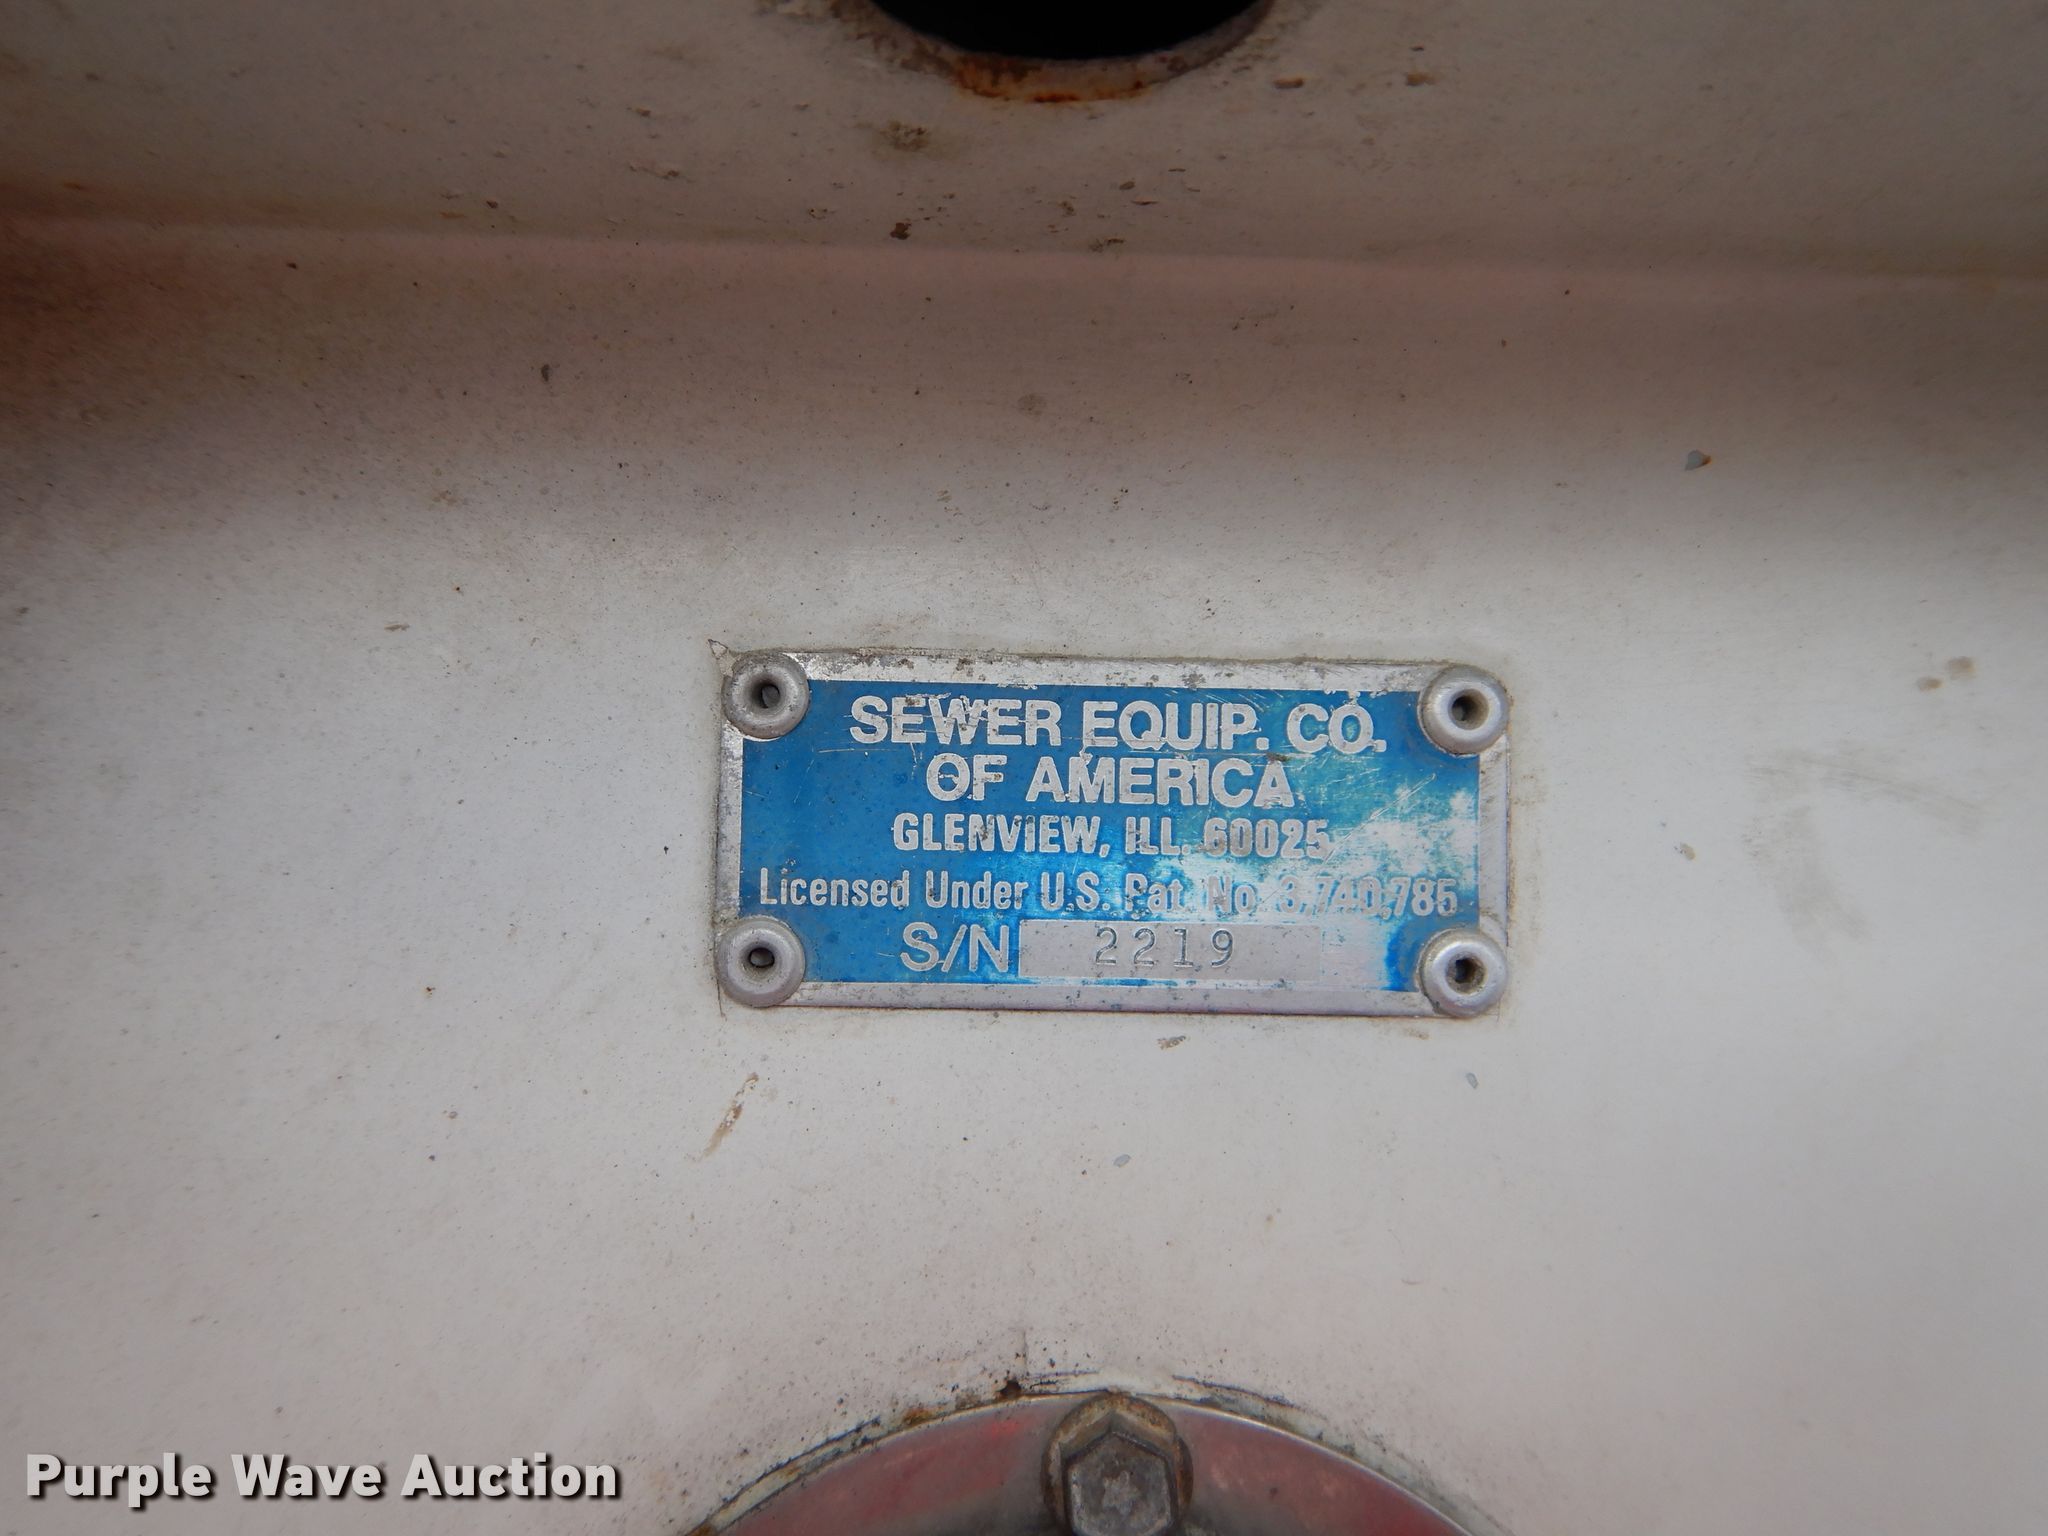 SEWER EQUIP. CO.
OF AMERICA
GLENVIEW, ILL. 60025
Licensed Under U.S. Pat. No. 3,740,785
S/N 2219
Purple Wave Auction